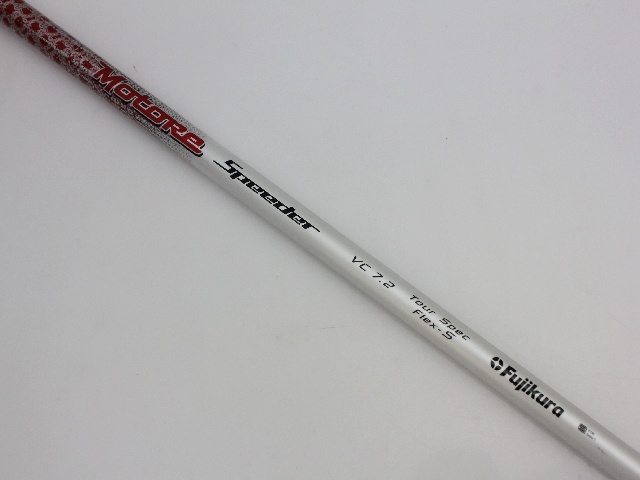 MotoRe
Speeder
VC 7.2 Tour Spec
Flex-S
Fujikura